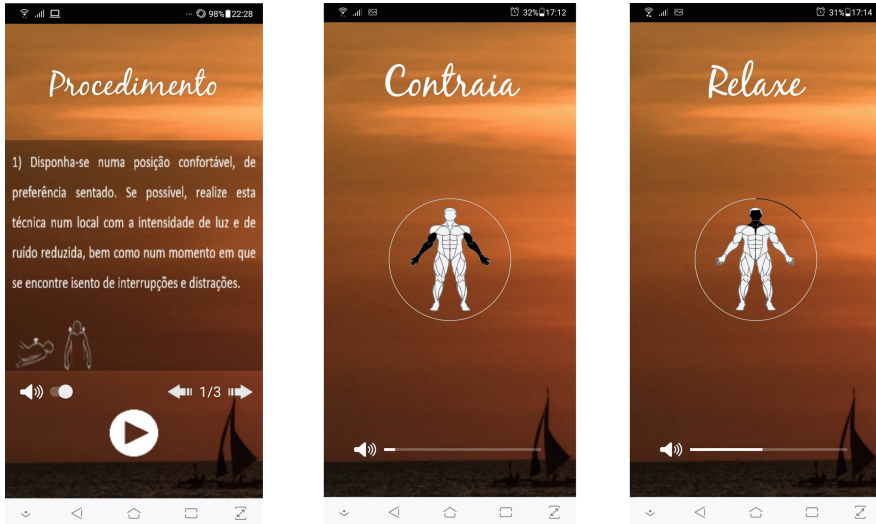 98% 22:28
Procedimento
1) Disponha-se numa posição confortável, de
preferência sentado. Se possível, realize esta
técnica num local com a intensidade de luz e de
ruído reduzida, bem como num momento em que
se encontre isento de interrupções e distrações.
1/3
32% 17:12
Contraia
31% 17:14
Relaxe